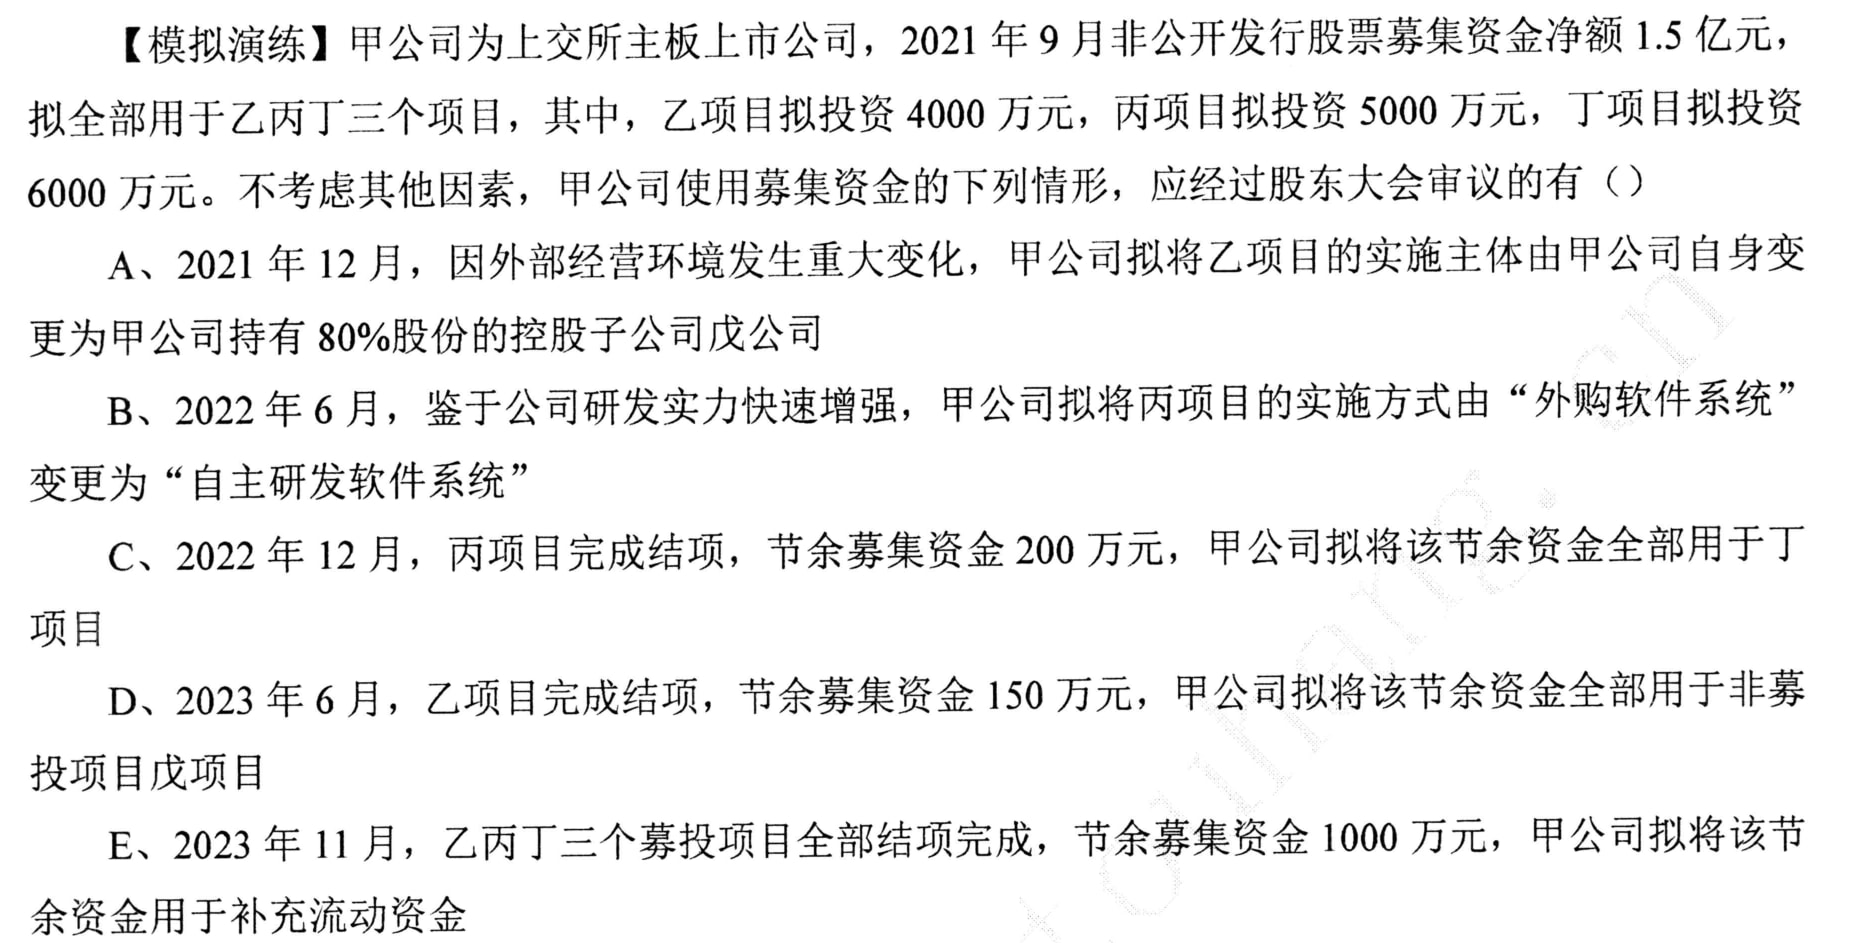 【模拟演练】甲公司为上交所主板上市公司，2021 年 9 月非公开发行股票募集资金净额 1.5 亿元，
拟全部用于乙丙丁三个项目，其中，乙项目拟投资 4000 万元，丙项目拟投资 5000 万元，丁项目拟投资
6000 万元。不考虑其他因素，甲公司使用募集资金的下列情形，应经过股东大会审议的有（）
A、2021 年 12 月，因外部经营环境发生重大变化，甲公司拟将乙项目的实施主体由甲公司自身变
更为甲公司持有 80%股份的控股子公司戊公司
B、2022 年 6 月，鉴于公司研发实力快速增强，甲公司拟将丙项目的实施方式由“外购软件系统”
变更为“自主研发软件系统”
C、2022 年 12 月，丙项目完成结项，节余募集资金 200 万元，甲公司拟将该节余资金全部用于丁
项目
D、2023 年 6 月，乙项目完成结项，节余募集资金 150 万元，甲公司拟将该节余资金全部用于非募
投项目戊项目
E、2023 年 11 月，乙丙丁三个募投项目全部结项完成，节余募集资金 1000 万元，甲公司拟将该节
余资金用于补充流动资金